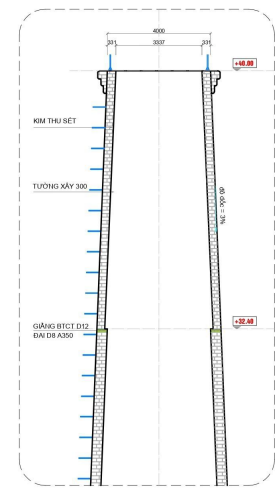 4000
331 3337 331
+40.00
KIM THU SÉT
TƯỜNG XÂY 300
độ dốc = 3%
+32.40
GIẰNG BTCT D12
ĐAI D8 A350